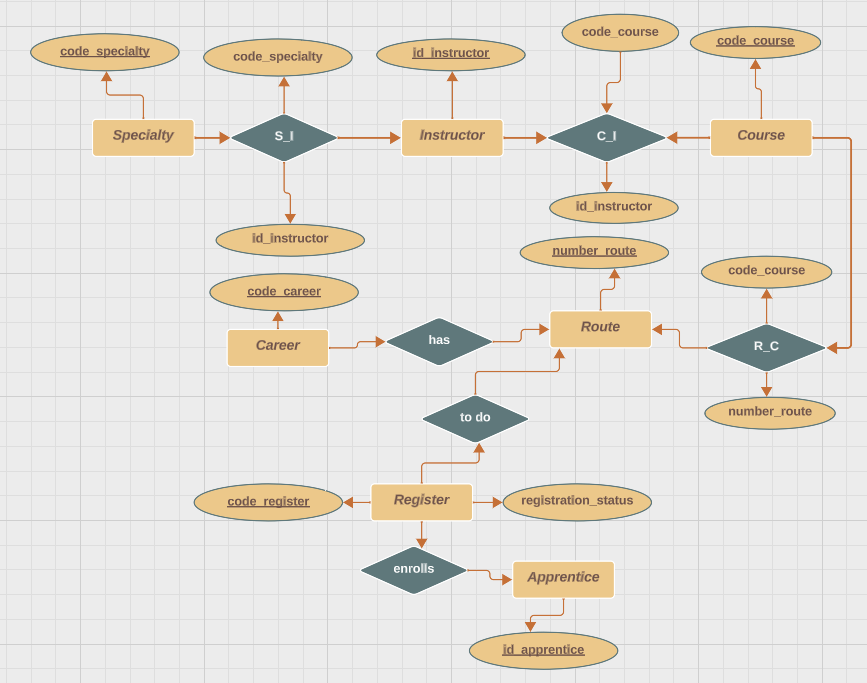 code_course
code_specialty
code_specialty
id_instructor
code_course
Specialty
S_I
Instructor
C_I
Course
id_instructor
id_instructor
number_route
code_course
code_career
Career
has
Route
R_C
to do
number_route
code_register
Register
registration_status
enrolls
Apprentice
id_apprentice